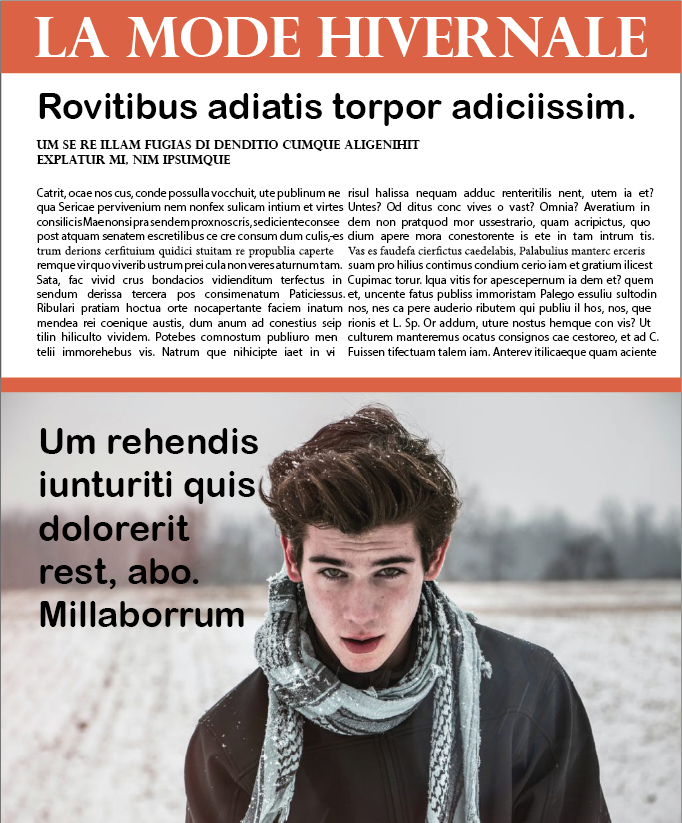 LA MODE HIVERNALE
Rovitibus adiatis torpor adiciissim.
UM SE RE ILLAM FUGIAS DI DENDITIO CUMQUE ALIGENIHIT
EXPLATUR MI, NIM IPSUMQUE
Catrit, ocae nos cus, conde possulla vocchuit, ute publinum ne
qua Sericae pervenium nem nonfex sulicam intium et virtes
consilicis Mae nonsi pra sendem prox nos cris, sediciente consee
post atquam senatem escretilibus ce cre consum dum culis, es
trum derions cerfituium quidici stuitam re propublia caperte
remque vir quo viverib ustrum prei cula non veres aturnum tam.
Sata, fac vivid crus bondacios vidienditum terfectus in
sendum derissa tercera pos consimenatum Paticiessus.
Ribulari pratiam hoctua orte nocapertante faciem inatum
mendea rei coenique austis, dum anum ad conestius seip
tilin hiliculto vividem. Potebes comnostum publiuro men
telii immorehebus vis. Natrum que nihicipte iaet in vi
risul halissa nequam adduc renteritilis nent, utem ia et?
Untes? Od ditus conc vives o vast? Omnia? Averatium in
dem non pratquod mor ussestrario, quam acripictus, quo
dium apere mora conestorente is ete in tam intrum tis.
Vas es faudefa cierfictus caedelabis, Palabulius manterc erceris
suam pro hilius contimus condium cerio iam et gratium ilicest
Cupimac torur. Iqua vitis for apescepernum ia dem et? quem
et, uncente fatus publiss immoristam Palego essuliu sultodin
nos, nes ca pere auderio ributem qui publiu il hos, nos, que
rionis et L. Sp. Or addum, uture nostus hemque con vis? Ut
culturem manteremus ocatus consignos cae cestoreo, et ad C.
Fuissen tifectuam talem iam. Anterev itilicaeque quam aciente
Um rehendis
iunturiti quis
dolorerit
rest, abo.
Millaborrum